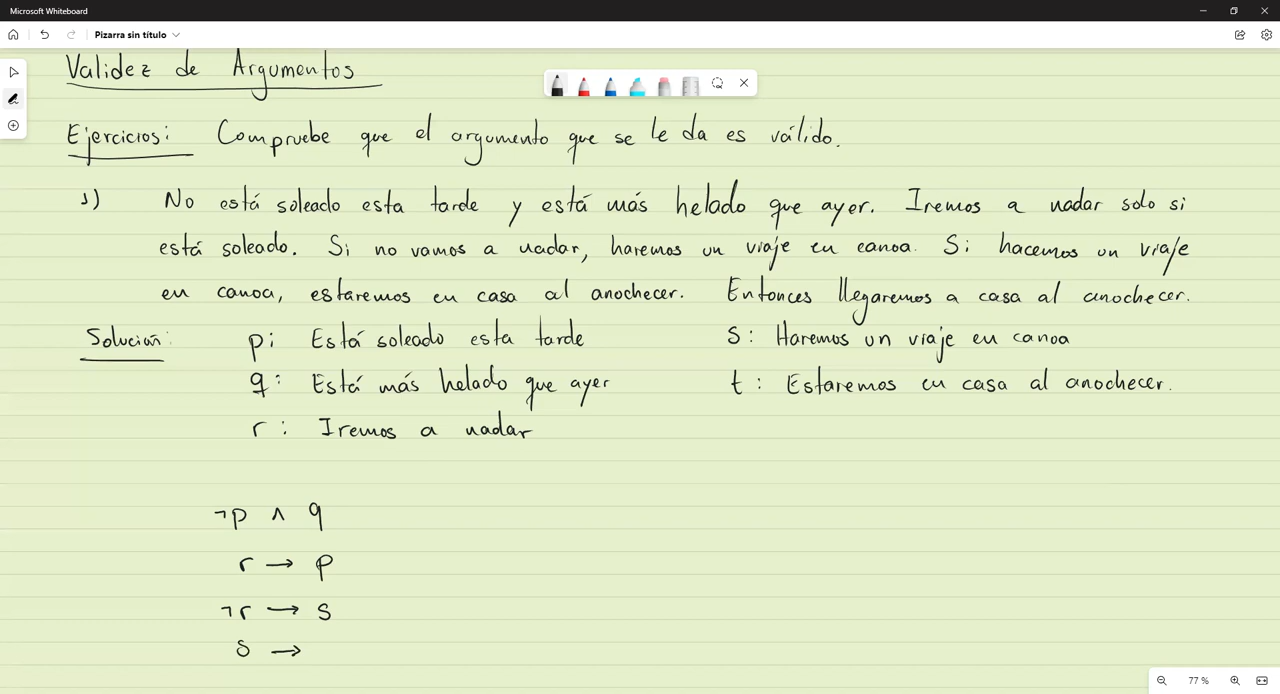 Microsoft Whiteboard
Pizarra sin título
Validez de Argumentos
Ejercicios: Compruebe que el argumento que se le da es válido.
1) No está soleado esta tarde y está más helado que ayer. Iremos a nadar solo si
está soleado. Si no vamos a nadar, haremos un viaje en canoa. Si hacemos un viaje
en canoa, estaremos en casa al anochecer. Entonces llegaremos a casa al anochecer.
Solución: p: Está soleado esta tarde s: Haremos un viaje en canoa
q: Está más helado que ayer t: Estaremos en casa al anochecer.
r: Iremos a nadar
¬p ∧ q
r → p
¬r → s
s →
77 %